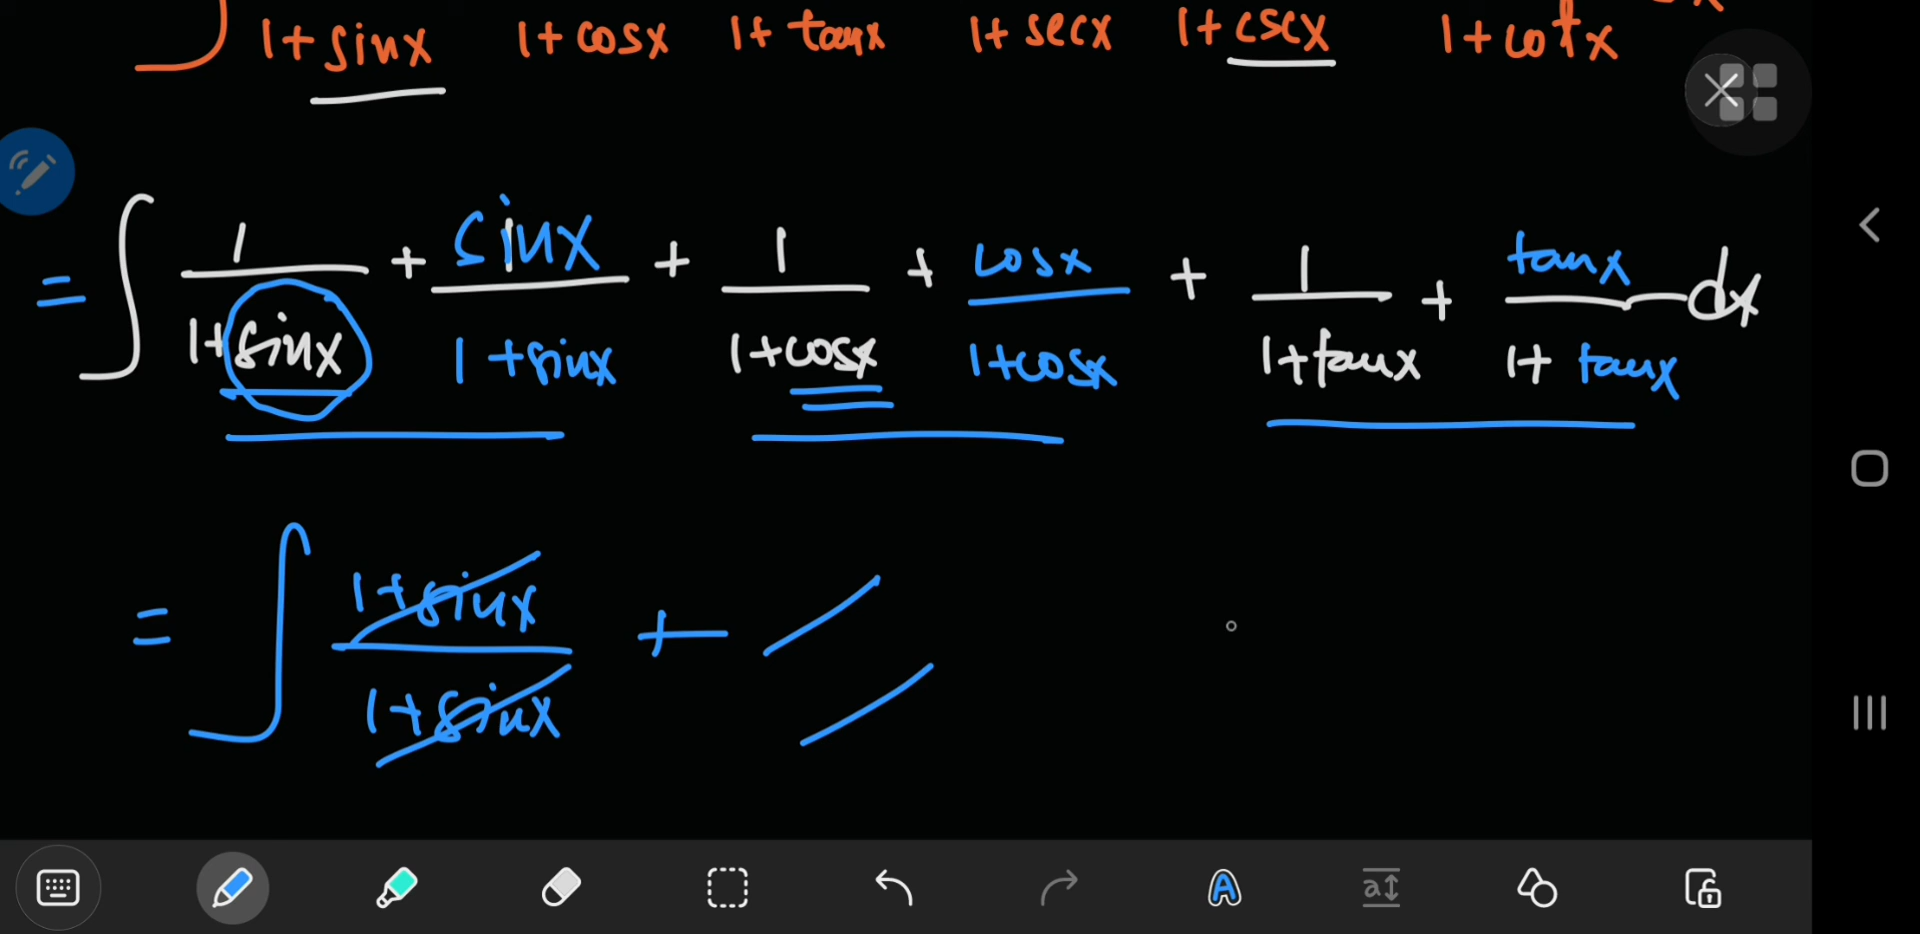 ∫ 1+sinx 1+cosx 1+tanx 1+secx 1+cscx 1+cotx
= ∫ 1/(1+sinx) + sinx/(1+sinx) + 1/(1+cosx) + cosx/(1+cosx) + 1/(1+tanx) + tanx/(1+tanx) dx
= ∫ (1+sinx)/(1+sinx) +
A a